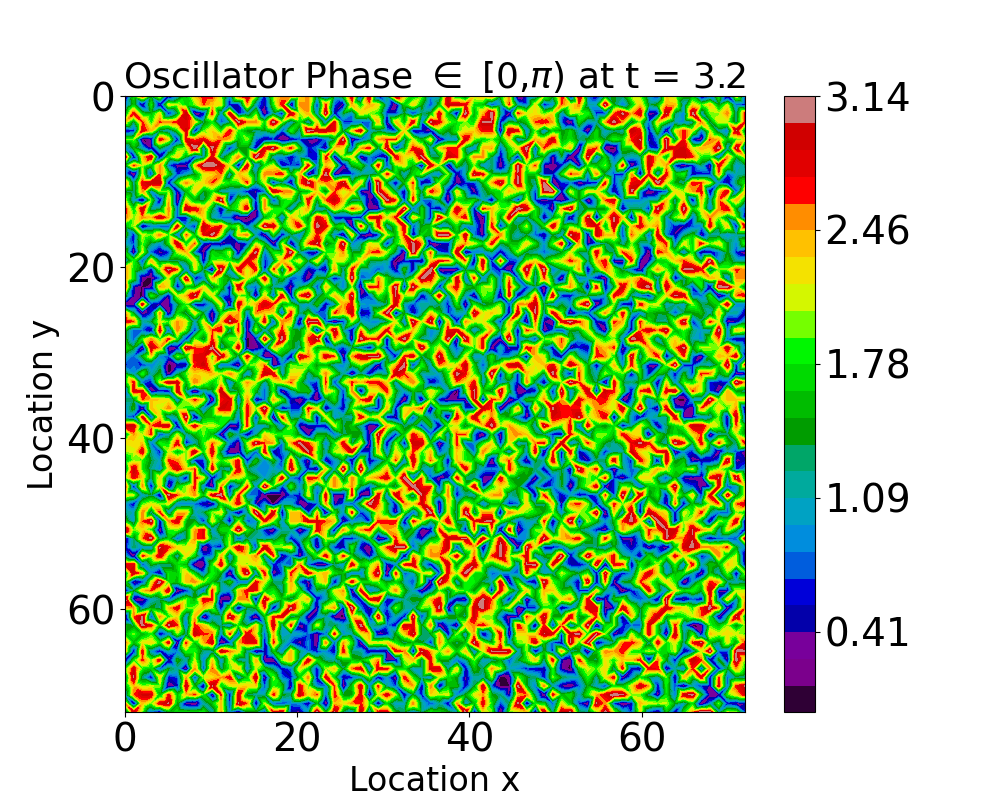 Oscillator Phase ∈ [0,π) at t = 3.2
0
20
40
60
Location y
0 20 40 60
Location x
3.14
2.46
1.78
1.09
0.41